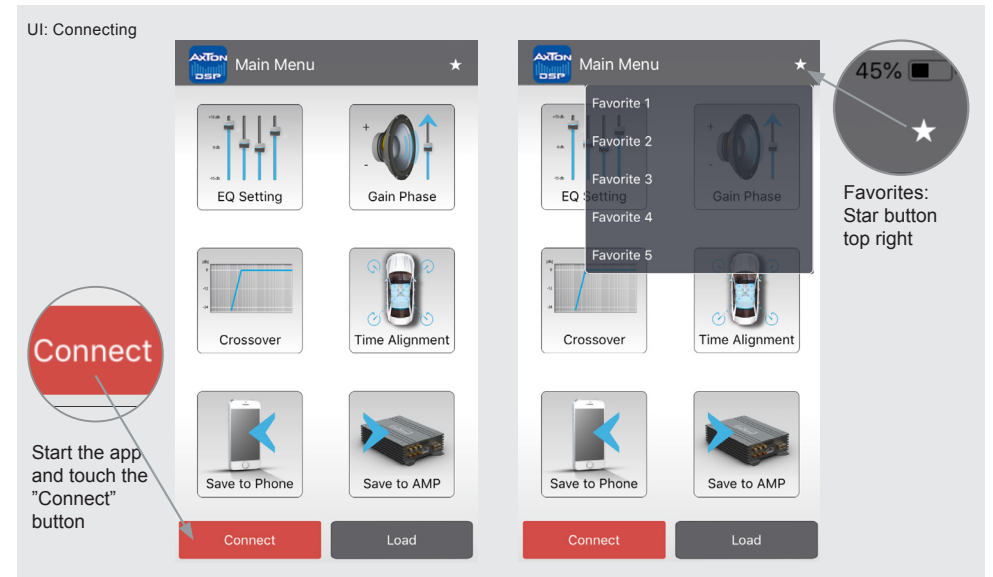 UI: Connecting
AXTON
DSP
Main Menu
+
-
EQ Setting
Gain Phase
Crossover
Time Alignment
Save to Phone
Save to AMP
Connect
Load
Connect
Start the app
and touch the
”Connect”
button
AXTON
DSP
Main Menu
Favorite 1
Favorite 2
Favorite 3
Favorite 4
Favorite 5
+
-
EQ Setting
Gain Phase
Crossover
Time Alignment
Save to Phone
Save to AMP
Connect
Load
45%
Favorites:
Star button
top right